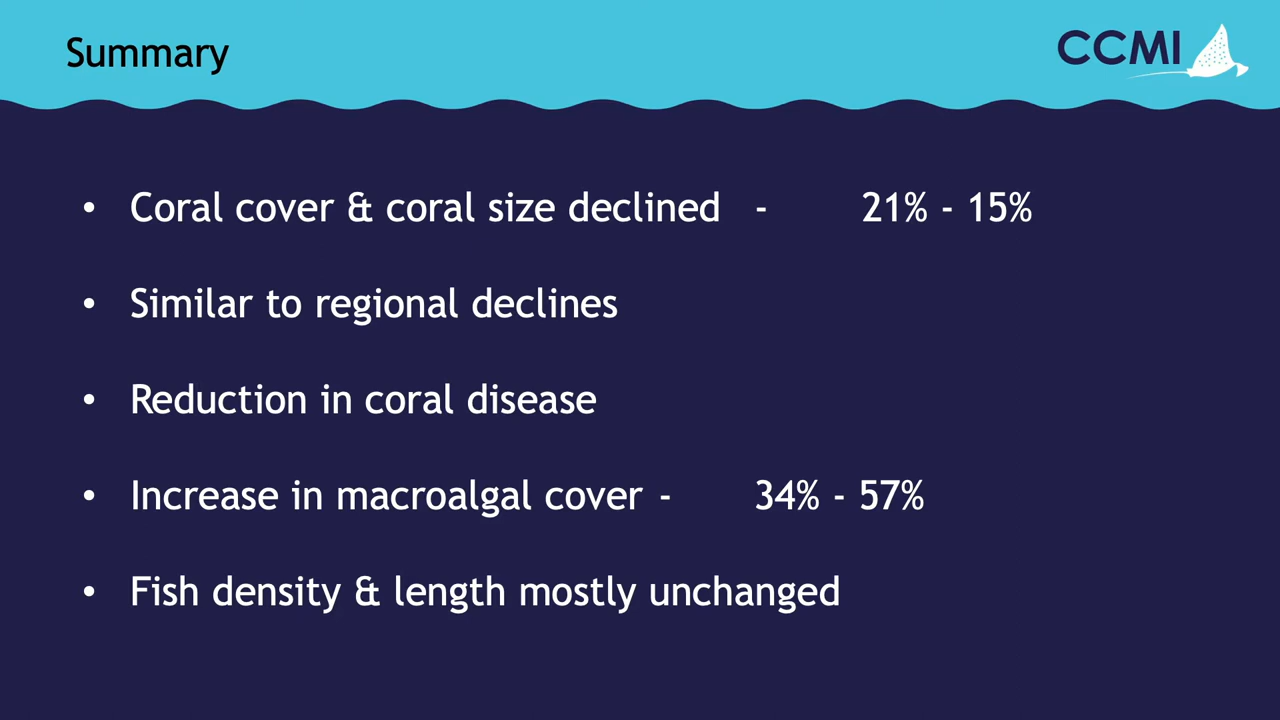 Summary
CCMI
• Coral cover & coral size declined - 21% - 15%
• Similar to regional declines
• Reduction in coral disease
• Increase in macroalgal cover - 34% - 57%
• Fish density & length mostly unchanged